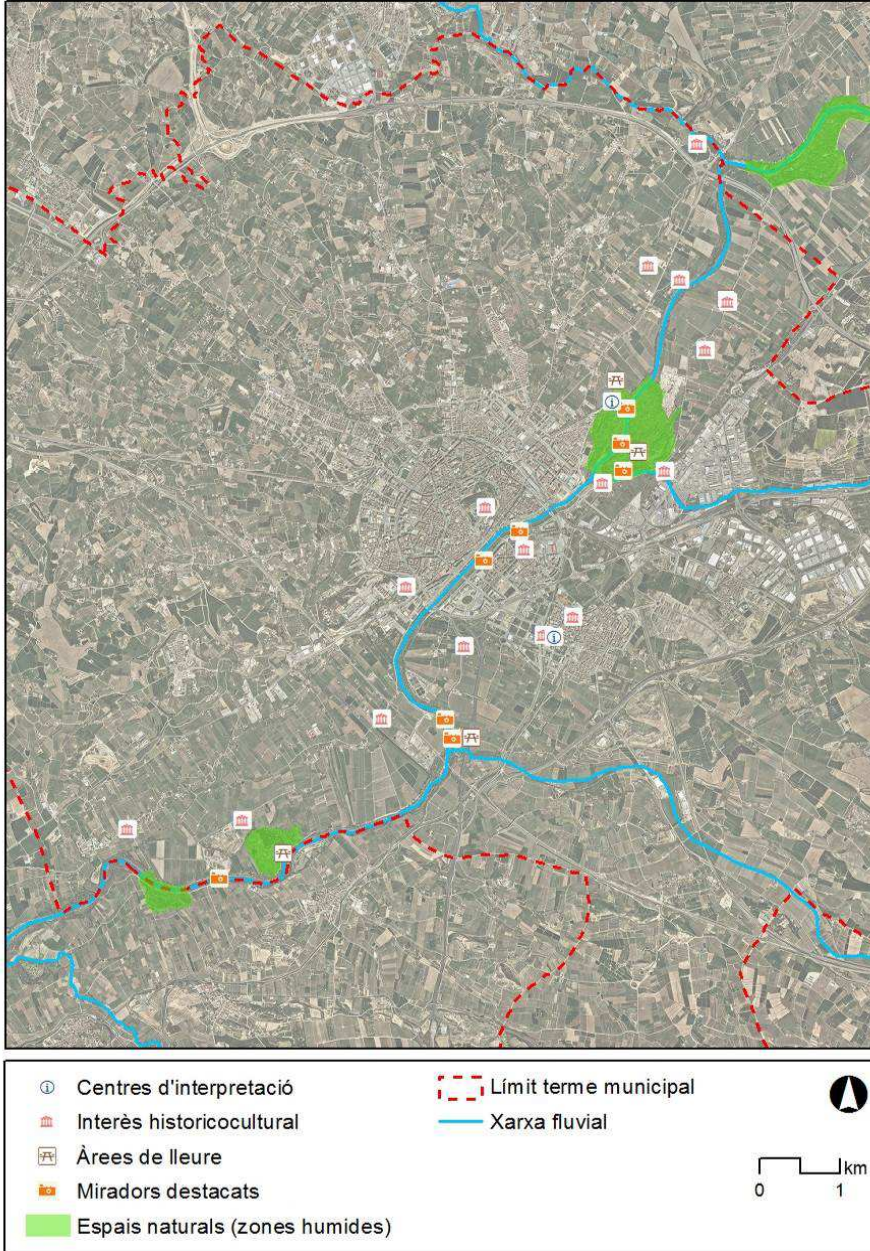 Centres d'interpretació
Interès historicocultural
Àrees de lleure
Miradors destacats
Espais naturals (zones humides)
Límit terme municipal
Xarxa fluvial
km
0 1